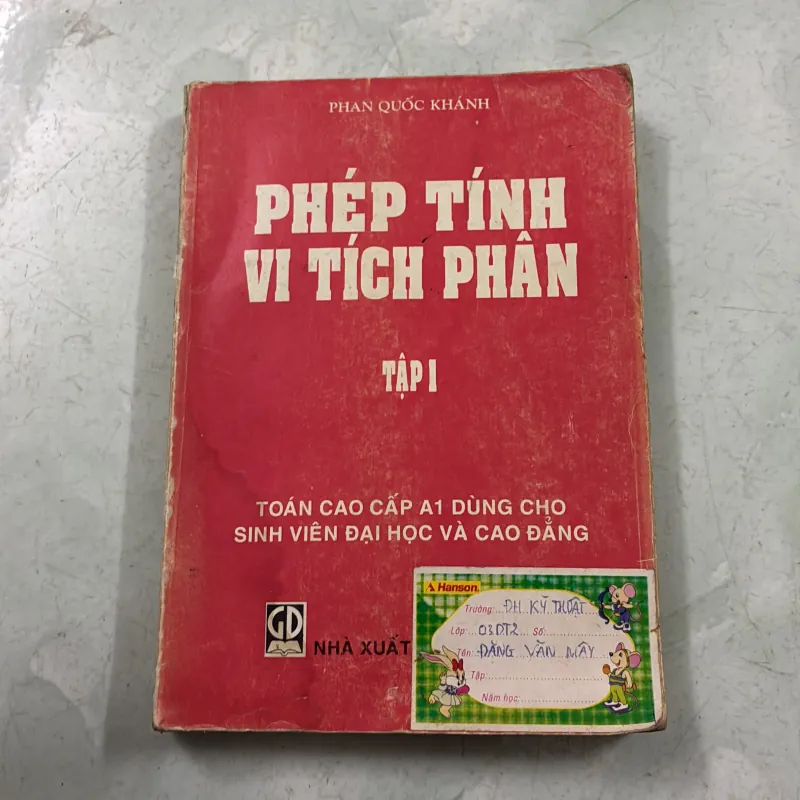 PHAN QUỐC KHÁNH
PHÉP TÍNH
VI TÍCH PHÂN
TẬP 1
TOÁN CAO CẤP A1 DÙNG CHO
SINH VIÊN ĐẠI HỌC VÀ CAO ĐẲNG
GD
NHÀ XUẤT
Hanson
Trường: ĐH KỸ THUẬT
Lớp: 03DT2 Số:
Tên: ĐẶNG VĂN MÂY
Tập:
Năm học: